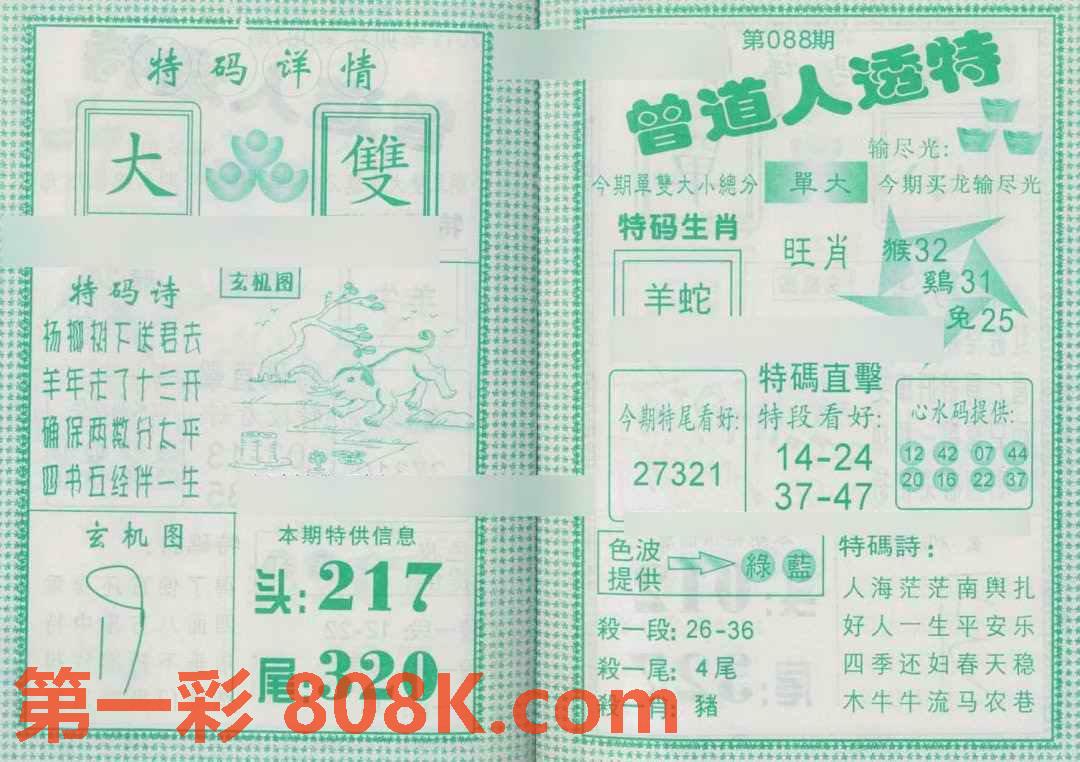 特码详情
大
雙
特码诗
杨柳树下送君去
羊年走了十三开
确保两数分太平
四书五经伴一生
玄机图
玄机图
本期特供信息
头:217
尾:320
第088期
曾道人透特
输尽光:
今期單雙大小總分
單大
今期买龙输尽光
特码生肖
羊蛇
旺肖
猴32
鷄31
兔25
今期特尾看好:
27321
特碼直擊
特段看好:
14-24
37-47
心水码提供:
12 42 07 44
20 16 22 37
色波
提供
綠 藍
殺一段: 26-36
殺一尾: 4尾
殺一肖: 豬
特碼詩:
人海茫茫南舆扎
好人一生平安乐
四季还妇春天稳
木牛牛流马农巷
第一彩 808K.com